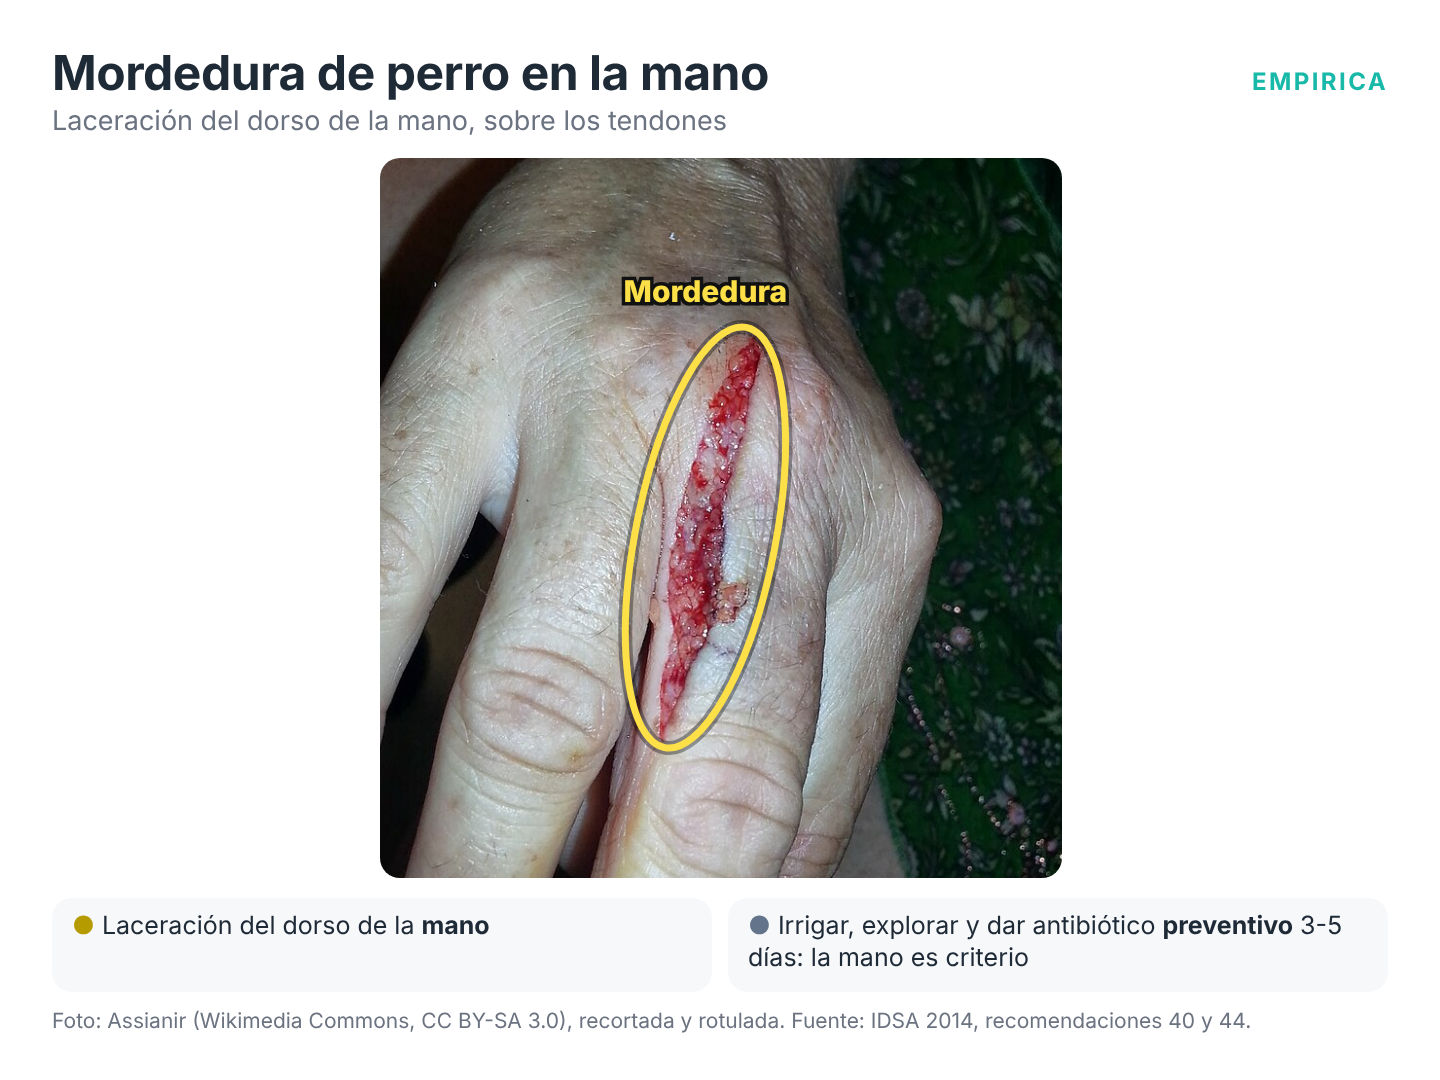 Mordedura de perro en la mano
EMPIRICA
Laceración del dorso de la mano, sobre los tendones
Mordedura
Laceración del dorso de la mano
Irrigar, explorar y dar antibiótico preventivo 3-5
días: la mano es criterio
Foto: Assianir (Wikimedia Commons, CC BY-SA 3.0), recortada y rotulada. Fuente: IDSA 2014, recomendaciones 40 y 44.